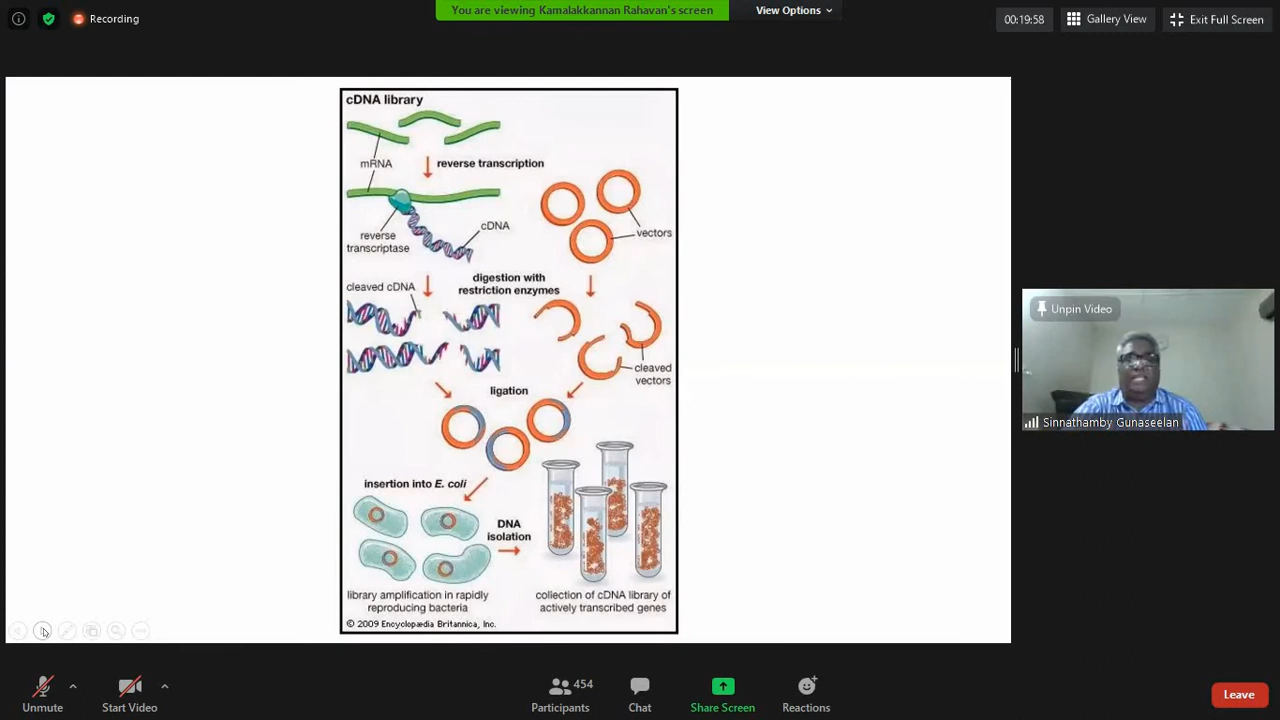 Recording
You are viewing Kamalakkannan Rahavan's screen
View Options
00:19:58
Gallery View
Exit Full Screen
cDNA library
mRNA
reverse transcription
reverse
transcriptase
cDNA
vectors
digestion with
restriction enzymes
cleaved cDNA
cleaved
vectors
ligation
insertion into E. coli
DNA
isolation
library amplification in rapidly
reproducing bacteria
collection of cDNA library of
actively transcribed genes
© 2009 Encyclopædia Britannica, Inc.
Unpin Video
Sinnathamby Gunaseelan
Unmute
Start Video
454
Participants
Chat
Share Screen
Reactions
Leave